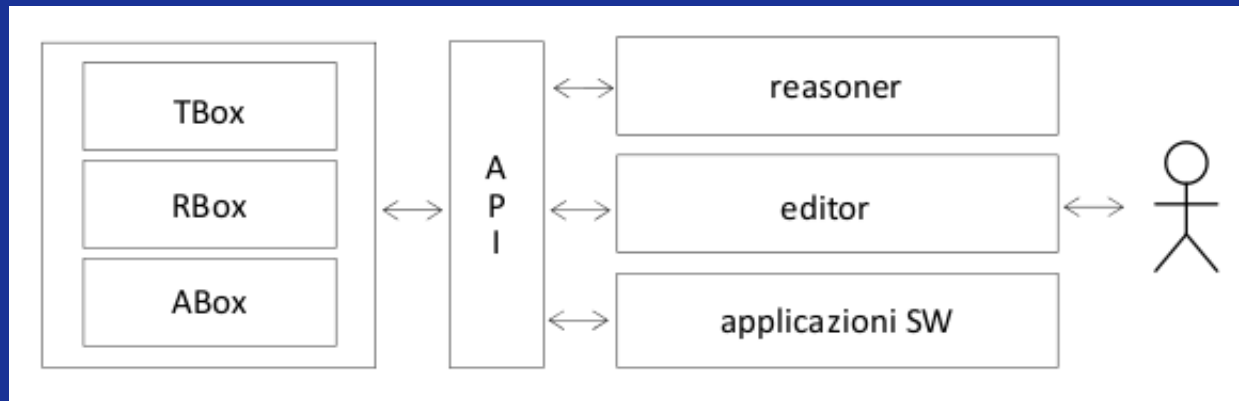 TBox
RBox
ABox
A
P
I
reasoner
editor
applicazioni SW